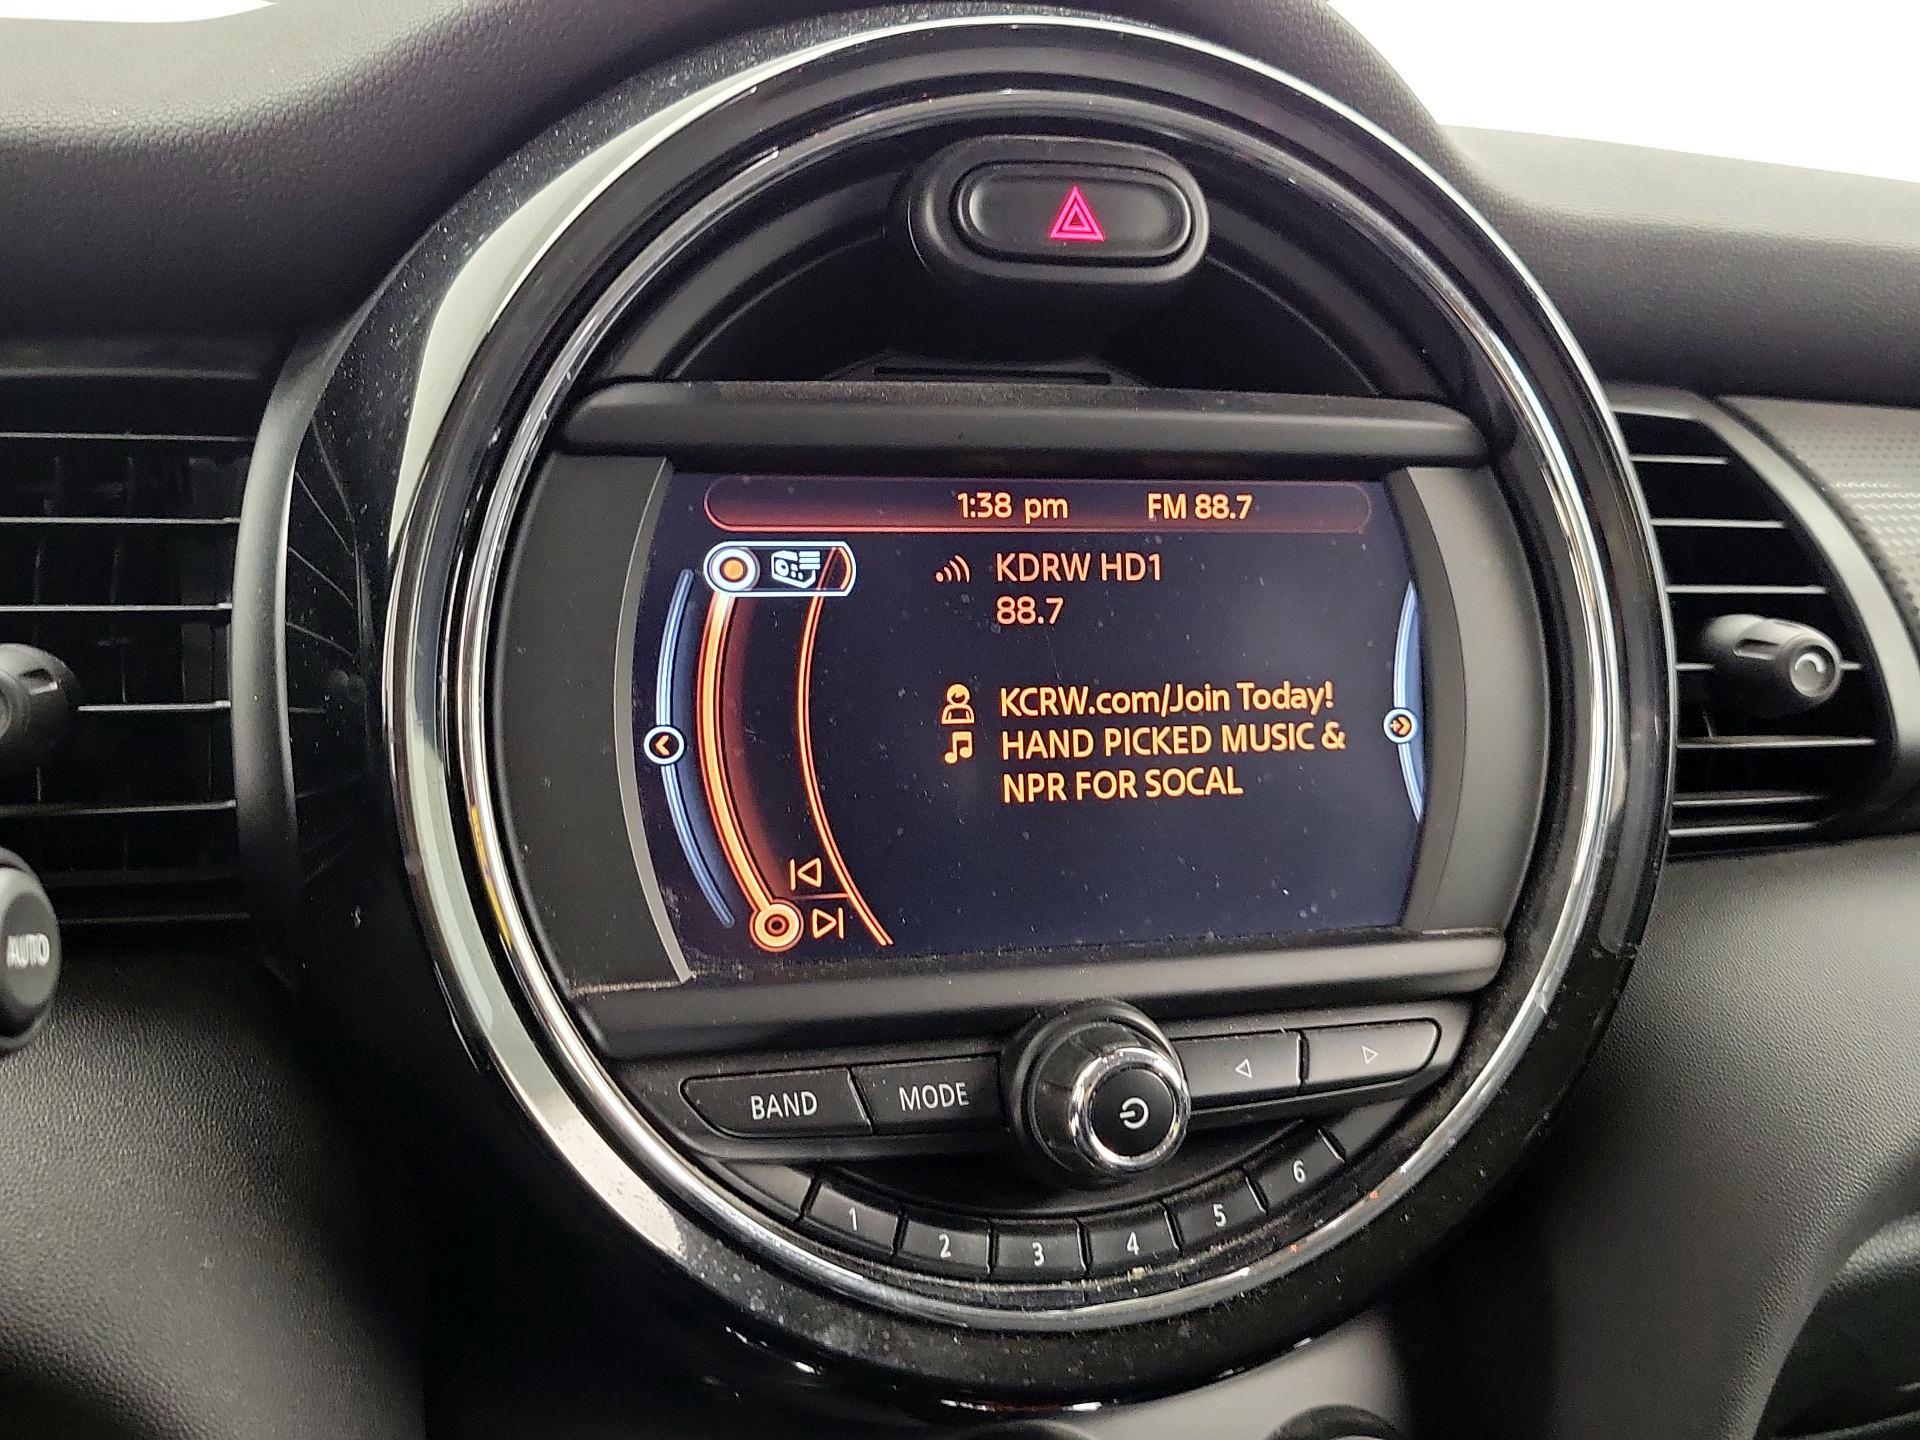 1:38 pm FM 88.7
KDRW HD1
88.7
KCRW.com/Join Today!
HAND PICKED MUSIC &
NPR FOR SOCAL
AUTO
BAND MODE
1 2 3 4 5 6